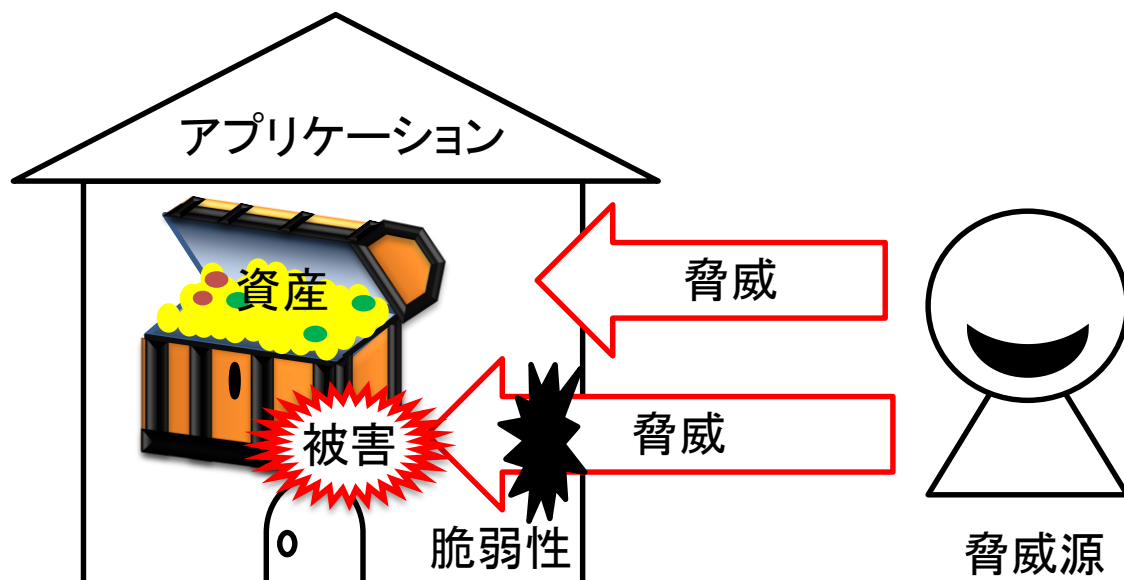 アプリケーション
資産
脅威
脅威
被害
脆弱性
脅威源